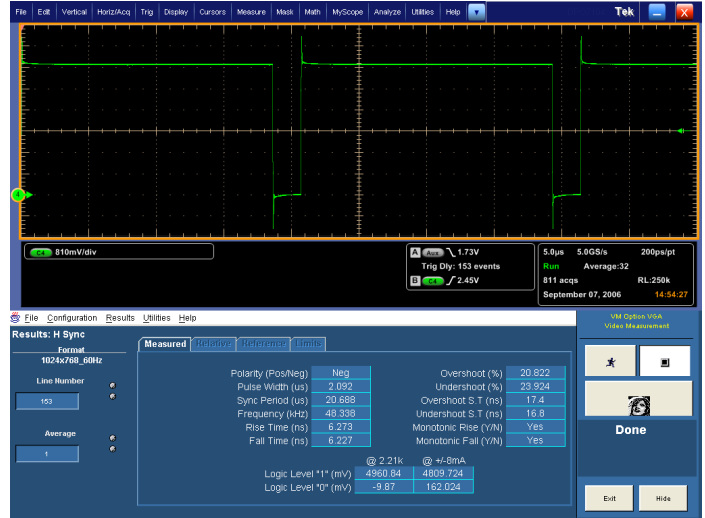 File Edit Vertical Horiz/Acq Trig Display Cursors Measure Mask Math MyScope Analyze Utilities Help Tek X
4
C4 810mV/div
A Aux 1.73V
Trig Dly: 153 events
B C4 2.45V
5.0µs 5.0GS/s 200ps/pt
Run Average:32
811 acqs RL:250k
September 07, 2006 14:54:27
File Configuration Results Utilities Help
Results: H Sync
Format
1024x768_60Hz
Line Number
153
Average
1
Measured Relative Reference Limits
Polarity (Pos/Neg) Neg Overshoot (%) 20.822
Pulse Width (us) 2.092 Undershoot (%) 23.924
Sync Period (us) 20.688 Overshoot S.T (ns) 17.4
Frequency (kHz) 48.338 Undershoot S.T (ns) 16.8
Rise Time (ns) 6.273 Monotonic Rise (Y/N) Yes
Fall Time (ns) 6.227 Monotonic Fall (Y/N) Yes
@ 2.21k @ +/-8mA
Logic Level "1" (mV) 4960.84 4809.724
Logic Level "0" (mV) -9.87 162.024
VM Option VGA
Video Measurement
Done
Exit Hide